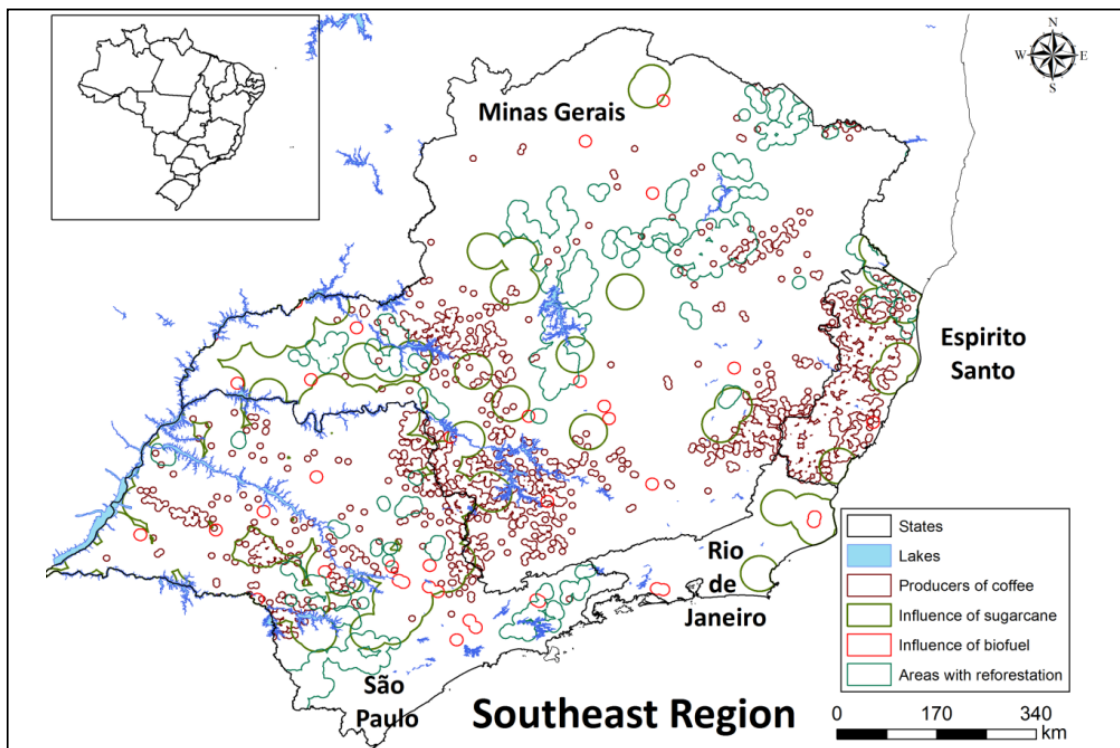 N
W E
S
Minas Gerais
Espirito
Santo
Rio
de
Janeiro
São
Paulo
Southeast Region
States
Lakes
Producers of coffee
Influence of sugarcane
Influence of biofuel
Areas with reforestation
0 170 340
km